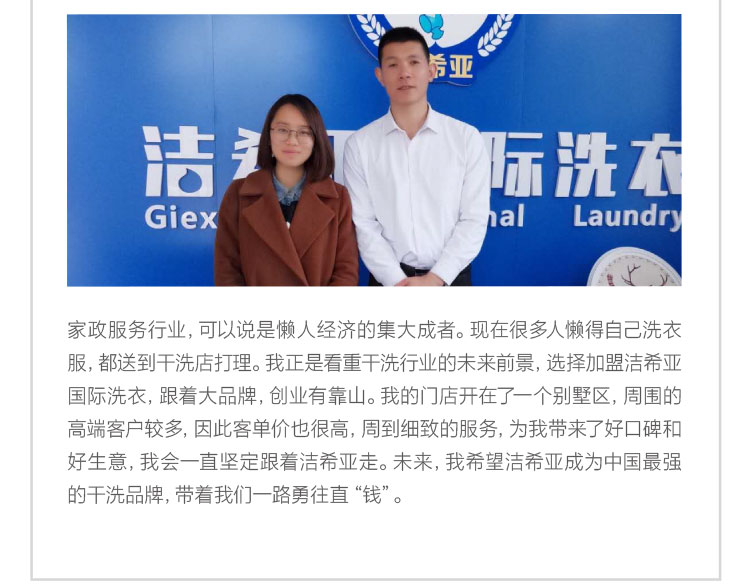 希亚
洁希亚国际洗衣
Giex nal Laundry
家政服务行业，可以说是懒人经济的集大成者。现在很多人懒得自己洗衣
服，都送到干洗店打理。我正是看重干洗行业的未来前景，选择加盟洁希亚
国际洗衣，跟着大品牌，创业有靠山。我的门店开在了一个别墅区，周围的
高端客户较多，因此客单价也很高，周到细致的服务，为我带来了好口碑和
好生意，我会一直坚定跟着洁希亚走。未来，我希望洁希亚成为中国最强
的干洗品牌，带着我们一路勇往直“钱”。